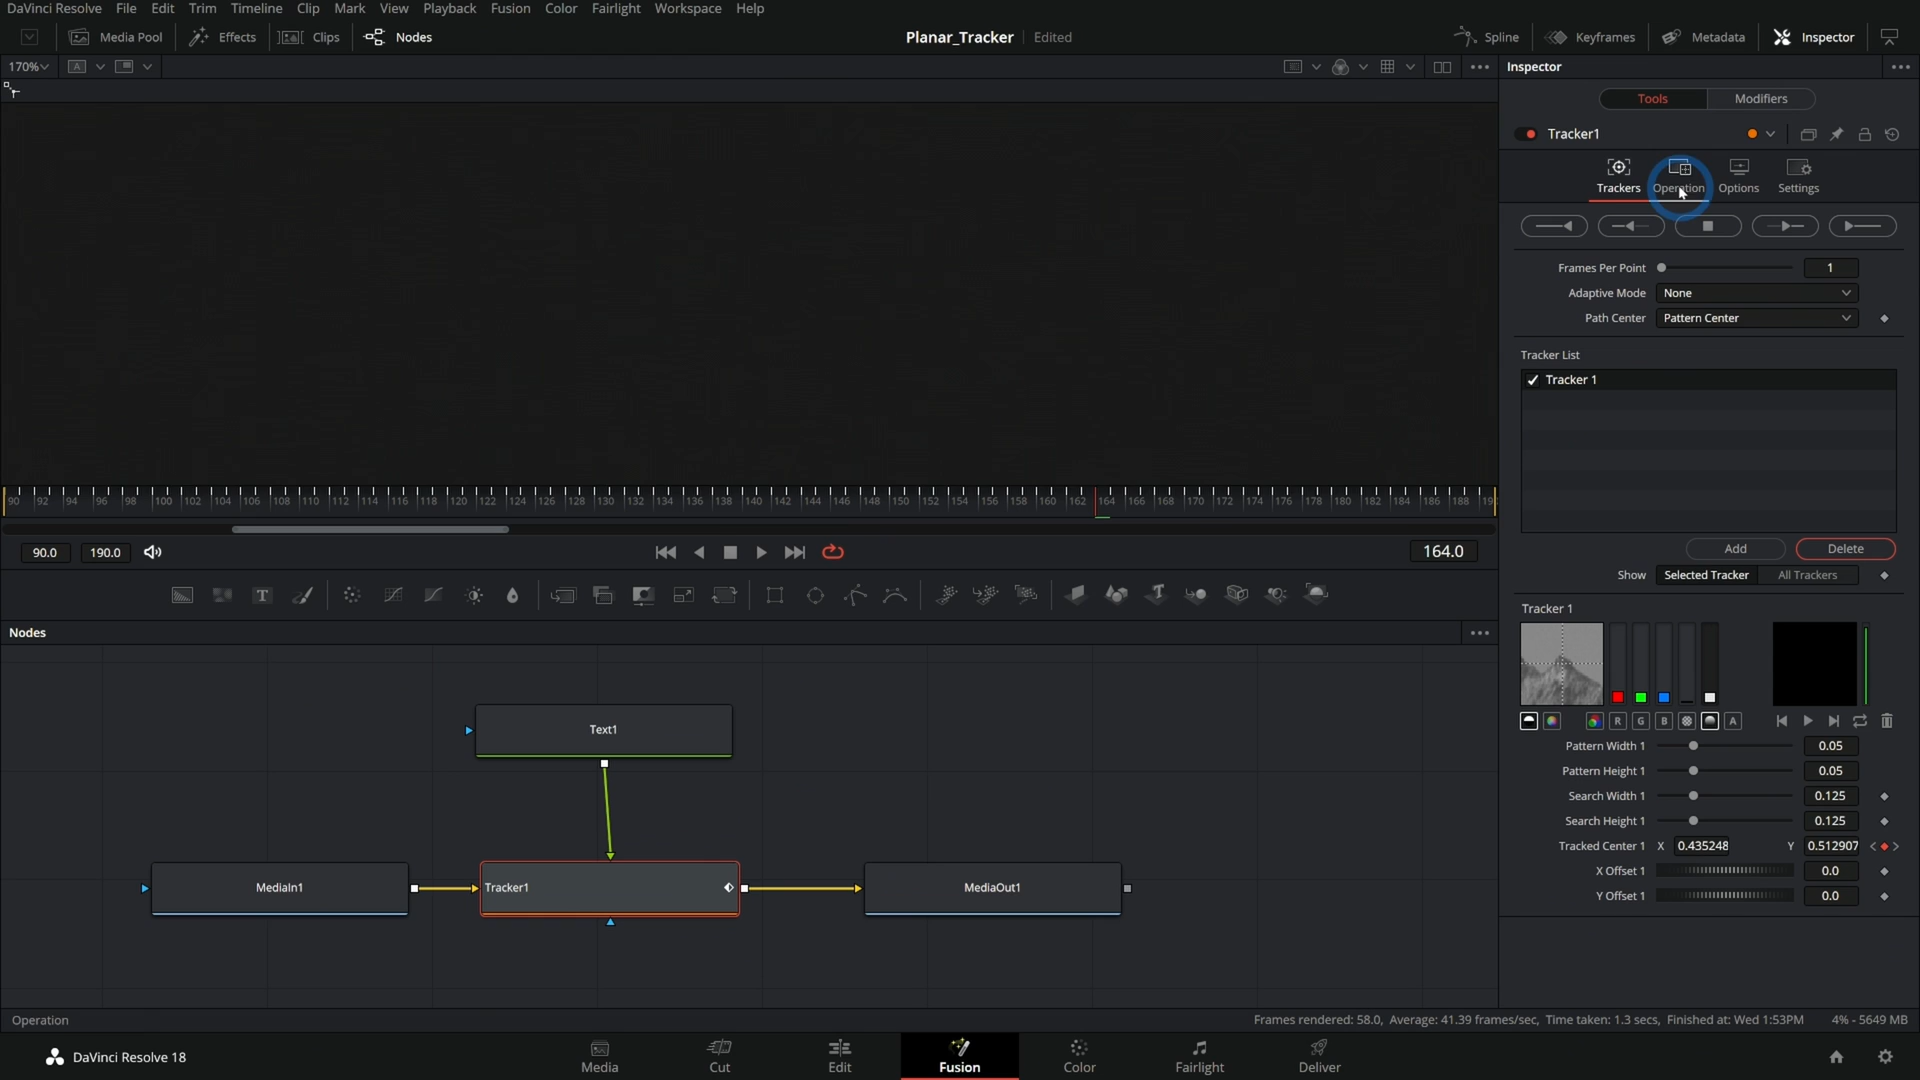 DaVinci Resolve File Edit Trim Timeline Clip Mark View Playback Fusion Color Fairlight Workspace Help
Media Pool Effects Clips Nodes Planar_Tracker Edited Spline Keyframes Metadata Inspector
170% A Inspector
Tools Modifiers
Tracker1
Trackers Operation Options Settings
Frames Per Point 1
Adaptive Mode None
Path Center Pattern Center
Tracker List
Tracker 1
90 92 94 96 98 100 102 104 106 108 110 112 114 116 118 120 122 124 126 128 130 132 134 136 138 140 142 144 146 148 150 152 154 156 158 160 162 164 166 168 170 172 174 176 178 180 182 184 186 188
90.0 190.0 164.0
Add Delete
Show Selected Tracker All Trackers
Nodes
Tracker 1
R G B A
Pattern Width 1 0.05
Pattern Height 1 0.05
Search Width 1 0.125
Search Height 1 0.125
Tracked Center 1 X 0.435248 Y 0.512907
X Offset 1 0.0
Y Offset 1 0.0
Text1
MediaIn1 Tracker1 MediaOut1
Operation Frames rendered: 58.0, Average: 41.39 frames/sec, Time taken: 1.3 secs, Finished at: Wed 1:53PM 4% - 5649 MB
DaVinci Resolve 18 Media Cut Edit Fusion Color Fairlight Deliver